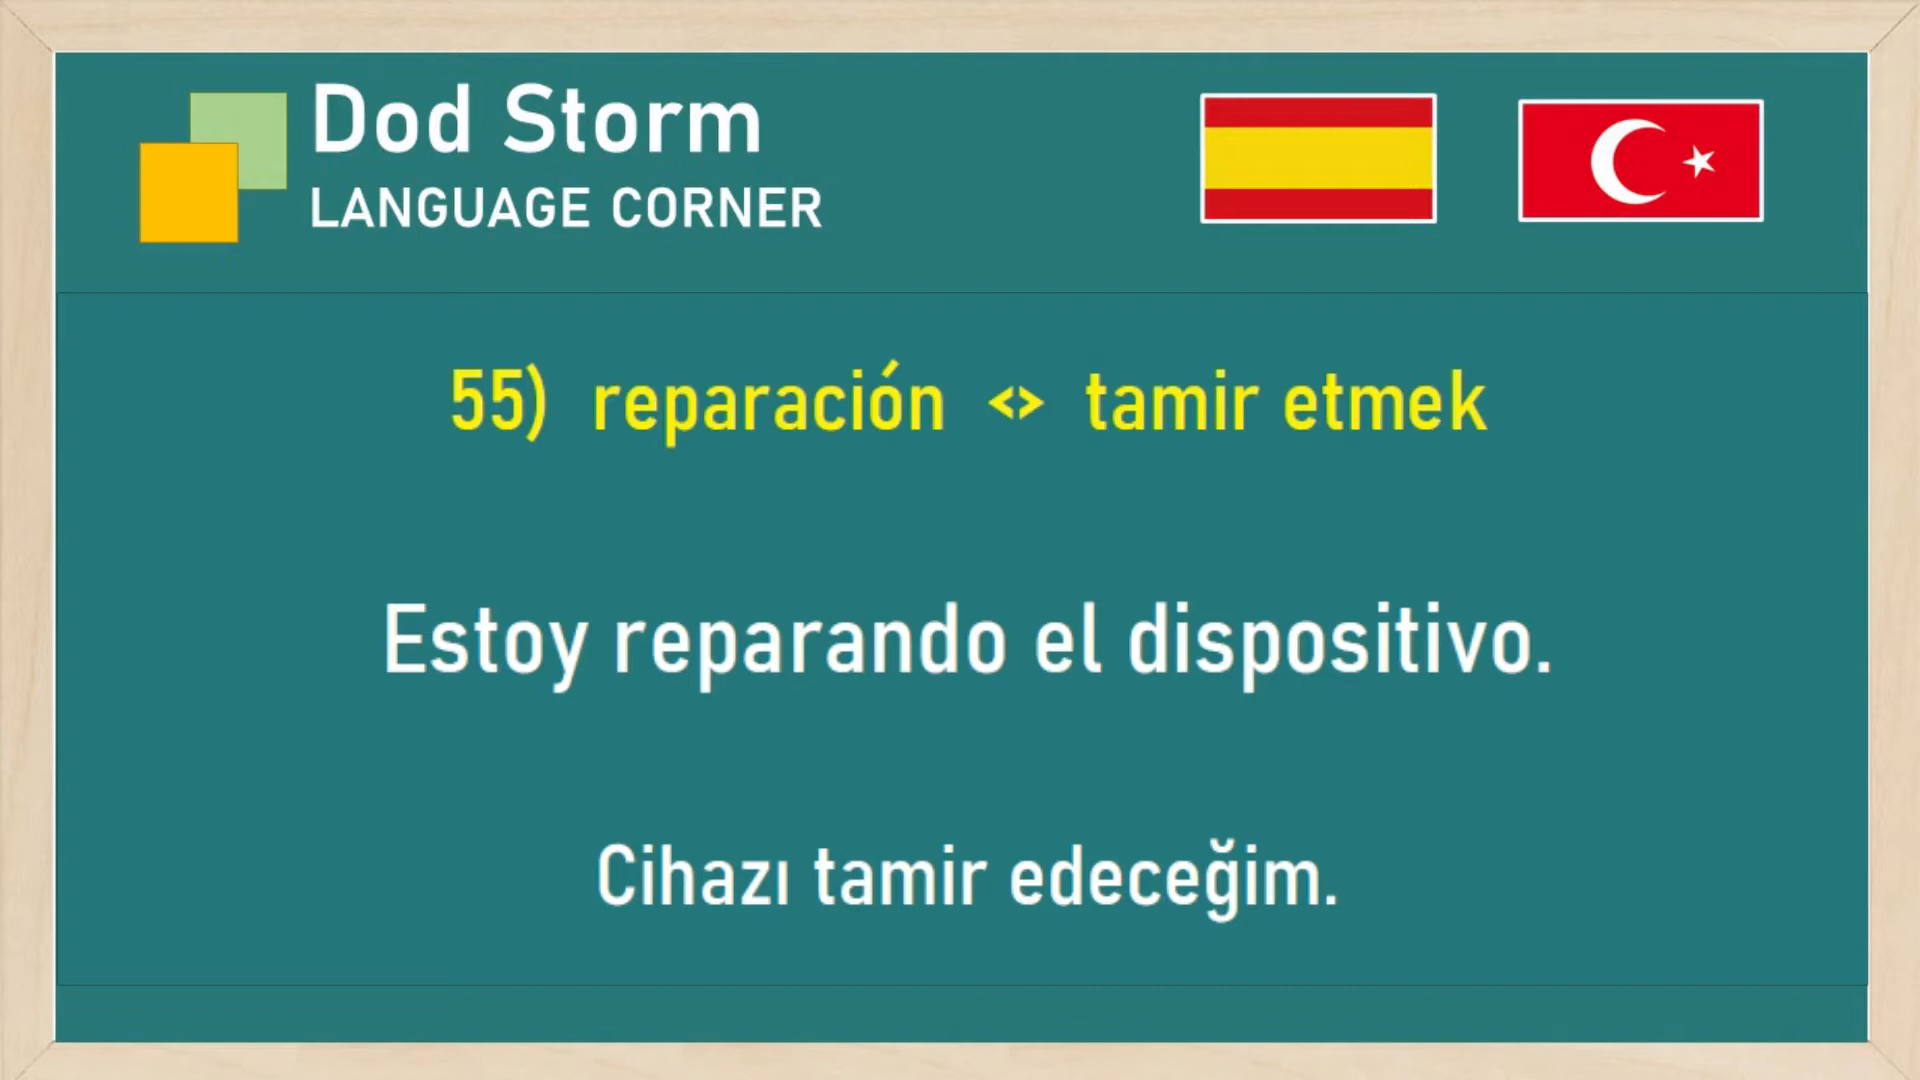 Dod Storm
LANGUAGE CORNER
55) reparación <> tamir etmek
Estoy reparando el dispositivo.
Cihazı tamir edeceğim.